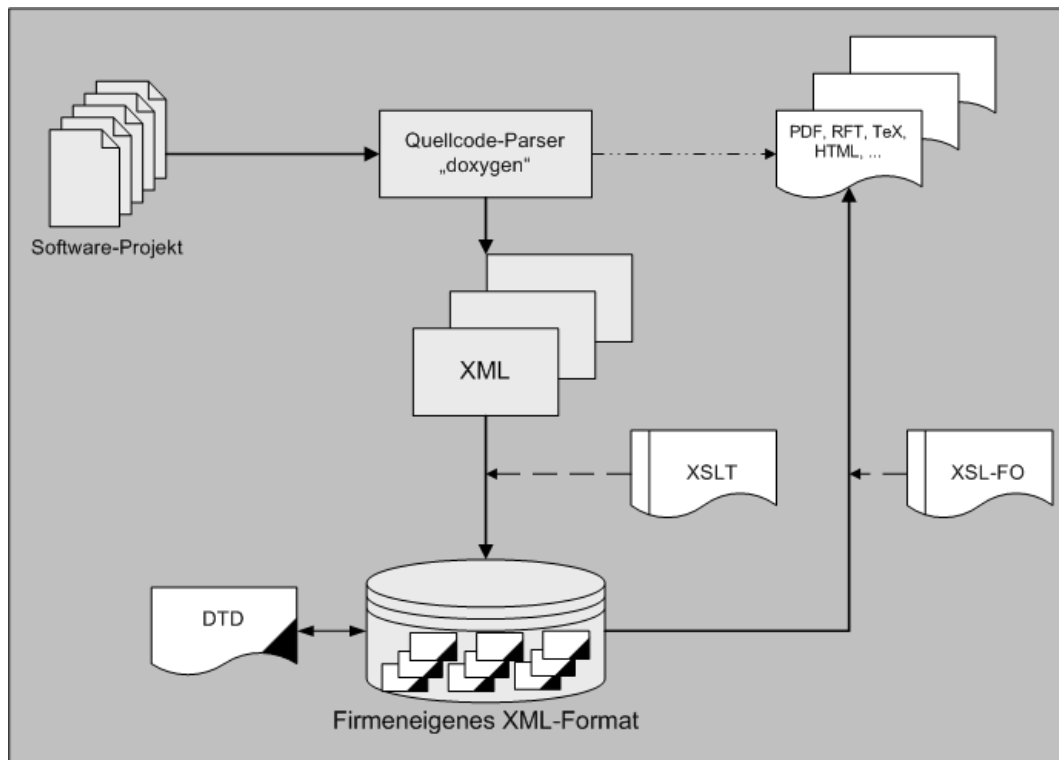 Software-Projekt
Quellcode-Parser
„doxygen“
PDF, RFT, TeX,
HTML, ...
XML
XSLT
XSL-FO
DTD
Firmeneigenes XML-Format